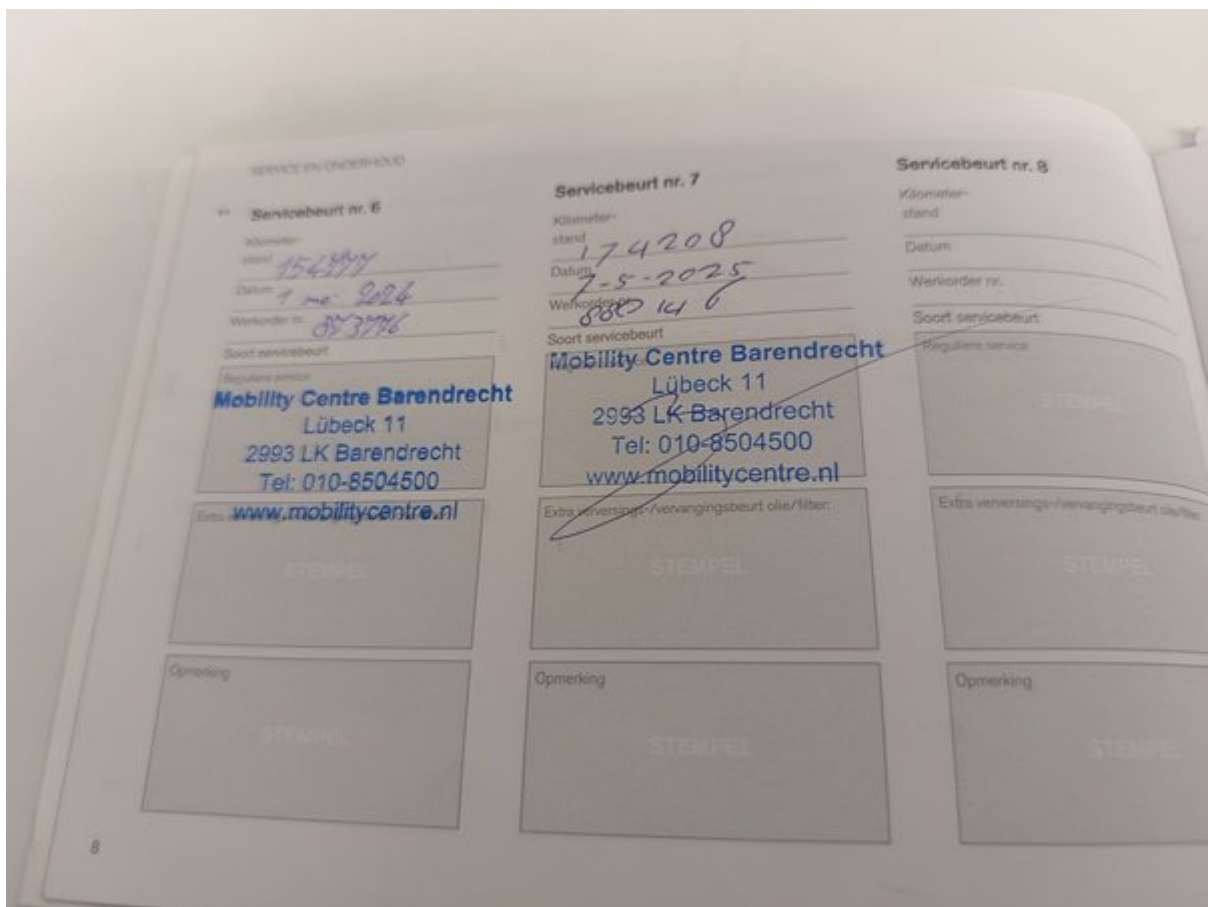 SERVICE EN ONDERHOUD
Servicebeurt nr. 6
Kilometer-
stand
Datum 1 2024
Werkorder nr.
Soort servicebeurt
Reguliere service
Mobility Centre Barendrecht
Lübeck 11
2993 LK Barendrecht
Tel: 010-8504500
www.mobilitycentre.nl
Extra
STEMPEL
Opmerking
STEMPEL
8
Servicebeurt nr. 7
Kilometer-
stand 174208
Datum 7-5-2025
Werkorder nr.
Soort servicebeurt
Mobility Centre Barendrecht
Lübeck 11
2993 LK Barendrecht
Tel: 010-8504500
www.mobilitycentre.nl
Extra verversings-/vervangingsbeurt olie/filter:
STEMPEL
Opmerking
STEMPEL
Servicebeurt nr. 8
Kilometer-
stand
Datum
Werkorder nr.
Soort servicebeurt
Reguliere service
STEMPEL
Extra verversings-/vervangingsbeurt olie/filter:
STEMPEL
Opmerking
STEMPEL